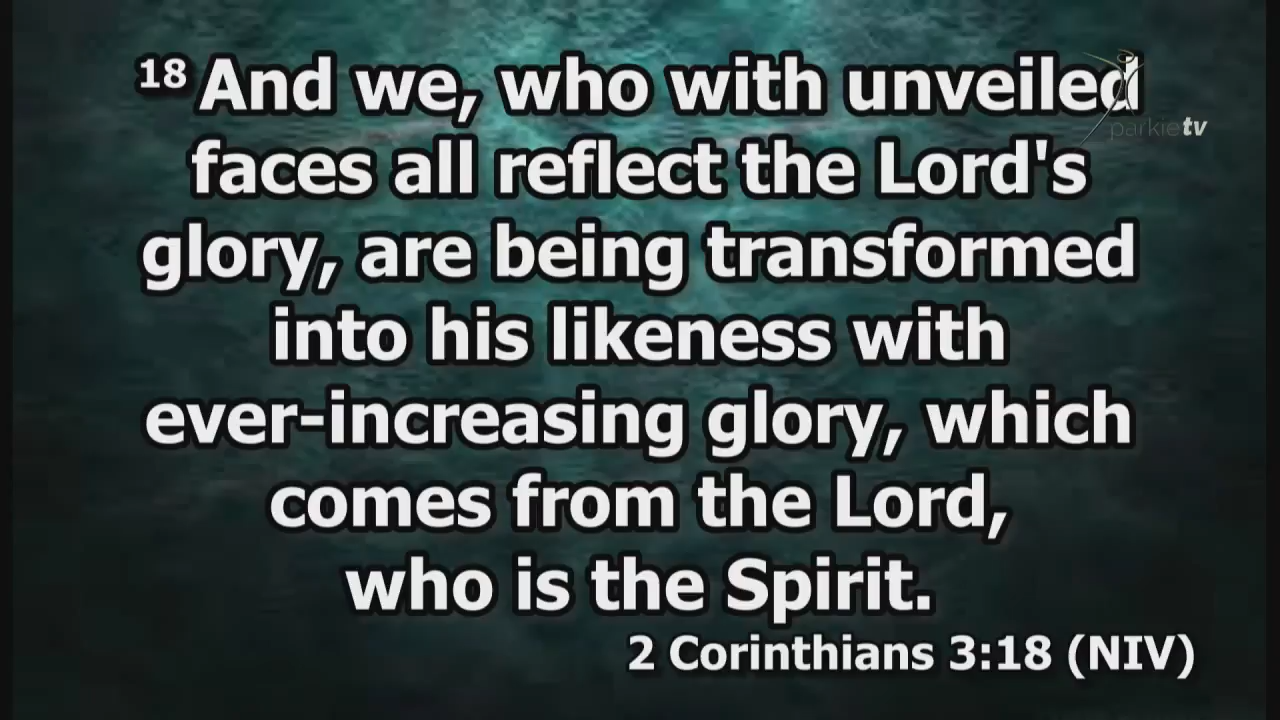 18 And we, who with unveiled
parkietv
faces all reflect the Lord's
glory, are being transformed
into his likeness with
ever-increasing glory, which
comes from the Lord,
who is the Spirit.
2 Corinthians 3:18 (NIV)